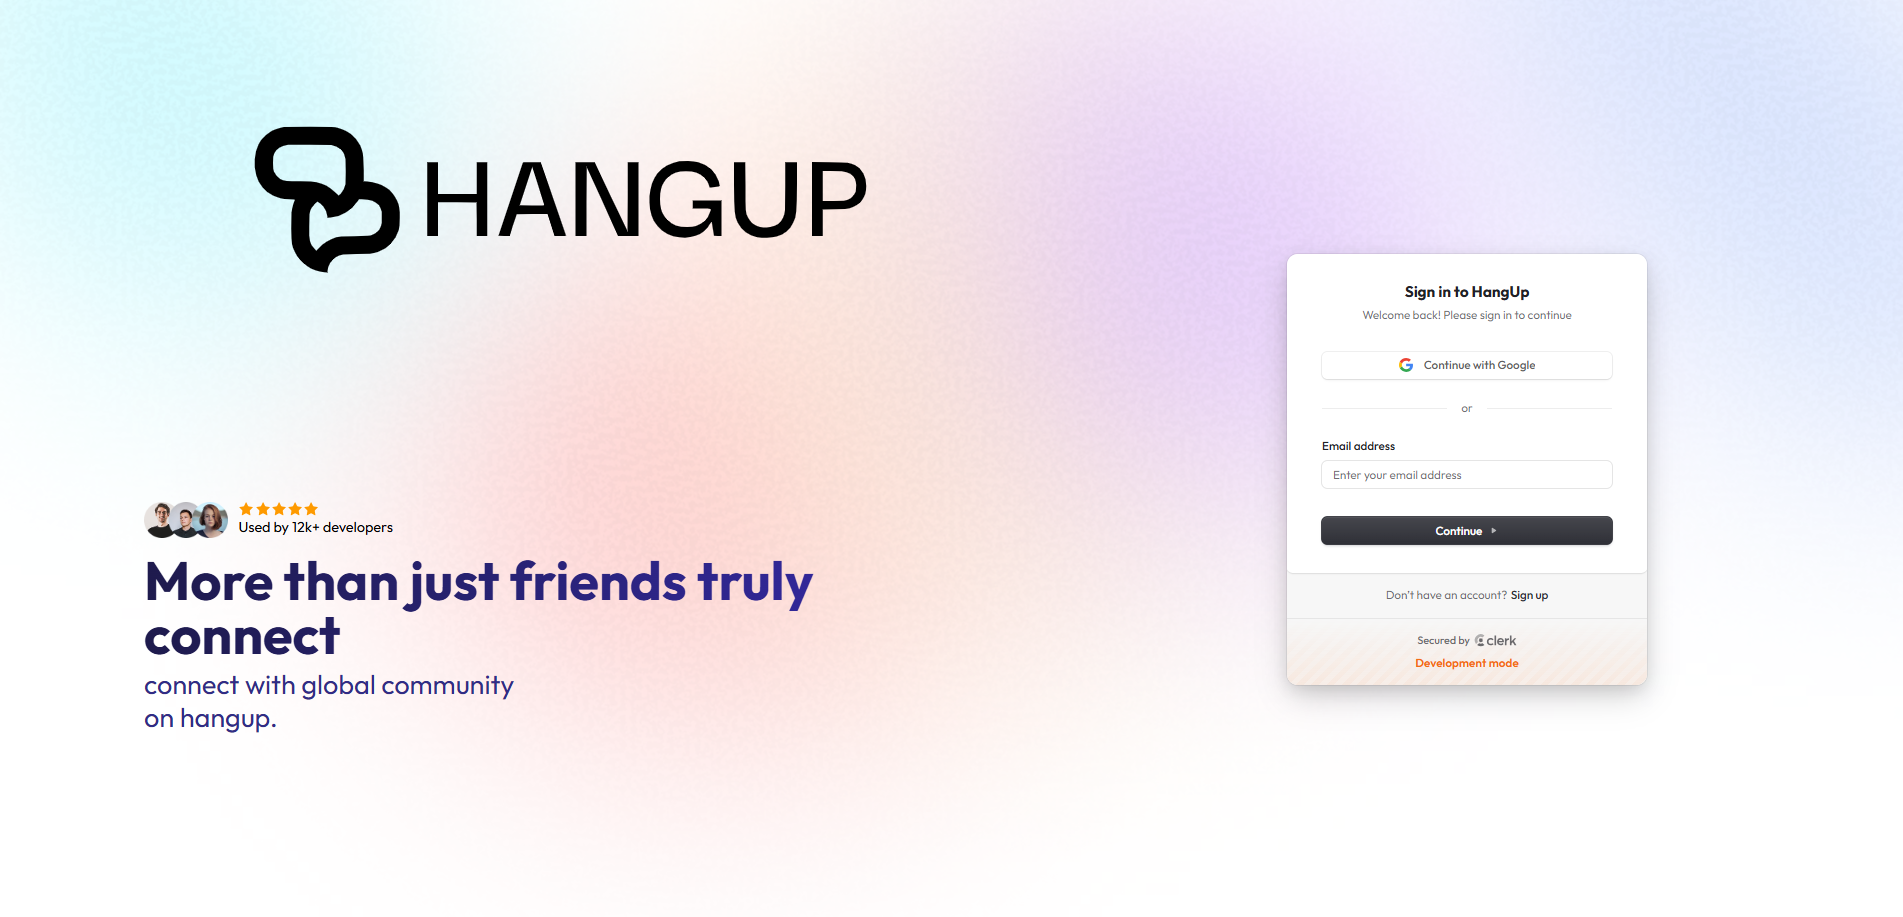 HANGUP
Used by 12k+ developers
More than just friends truly
connect
connect with global community
on hangup.
Sign in to HangUp
Welcome back! Please sign in to continue
Continue with Google
or
Email address
Enter your email address
Continue
Don't have an account? Sign up
Secured by clerk
Development mode